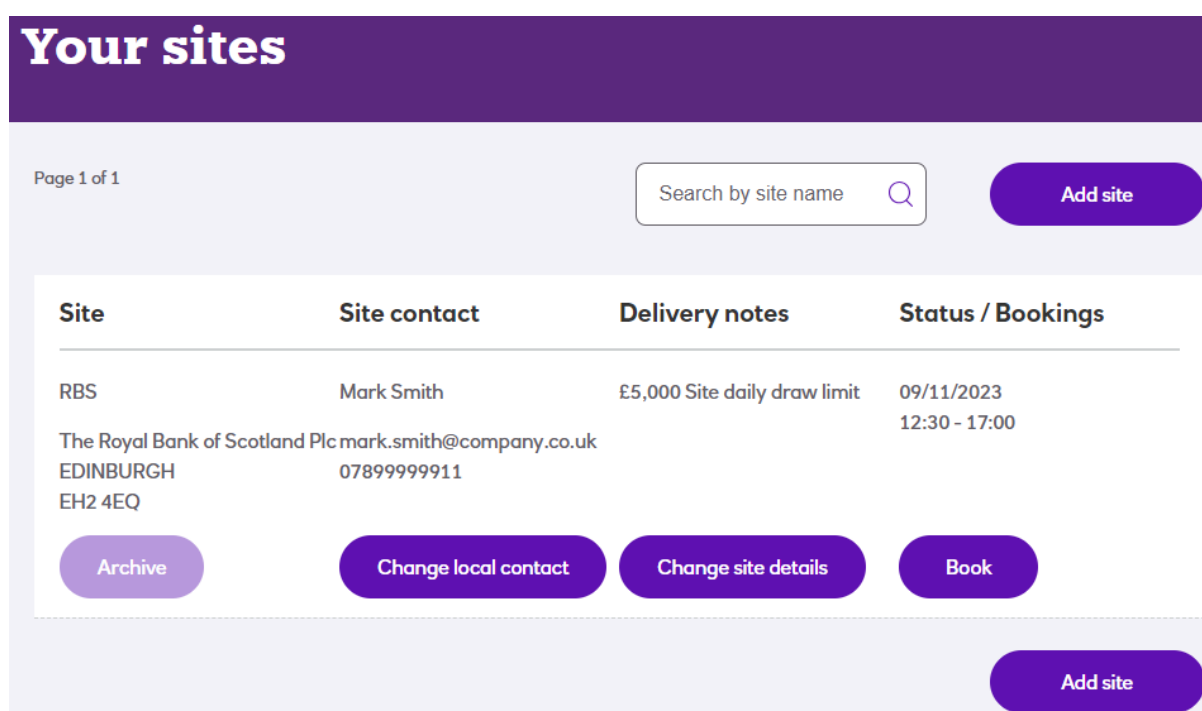 Your sites
Page 1 of 1
Search by site name
Add site
Site
Site contact
Delivery notes
Status / Bookings
RBS
Mark Smith
£5,000 Site daily draw limit
09/11/2023
12:30 - 17:00
The Royal Bank of Scotland Plc
mark.smith@company.co.uk
EDINBURGH
07899999911
EH2 4EQ
Archive
Change local contact
Change site details
Book
Add site